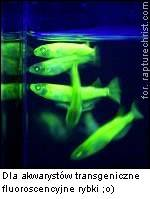 for. rapturechrist.com
Dla akwarystów transgeniczne
fluoroscencyjne rybki ;o)